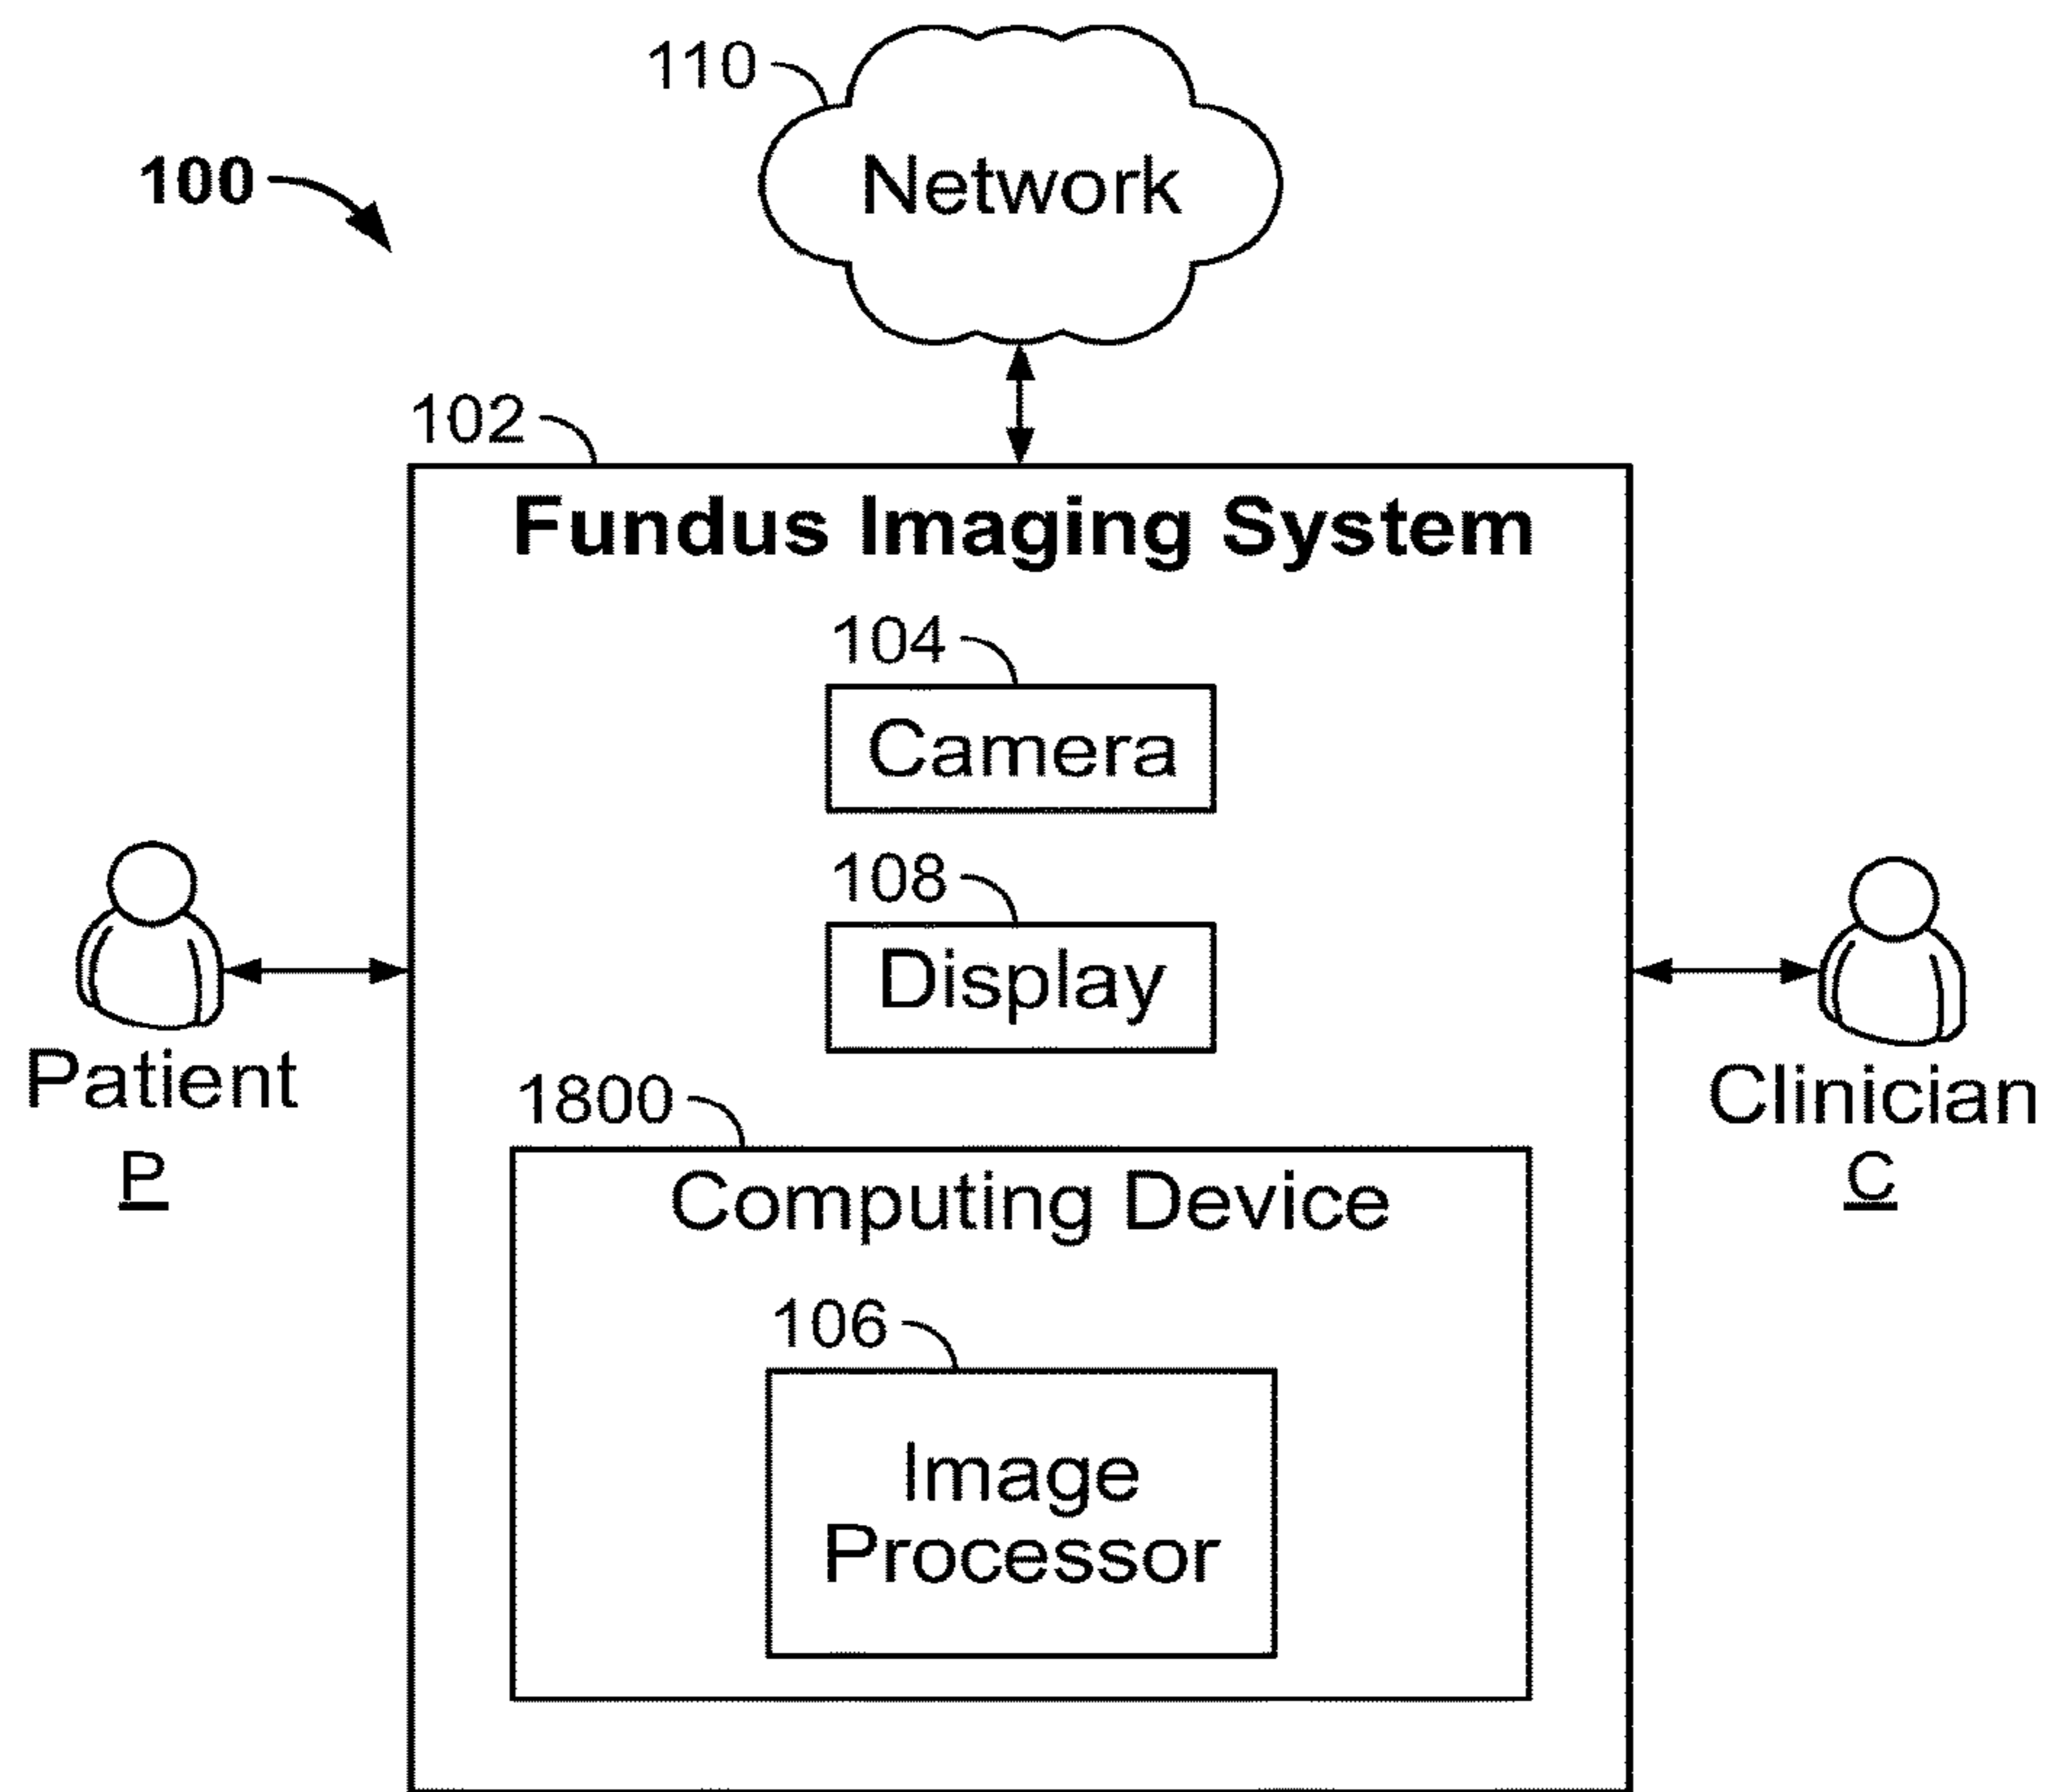 110
Network
100
102
Fundus Imaging System
104
Camera
108
Display
Patient
P
Clinician
C
1800
Computing Device
106
Image
Processor